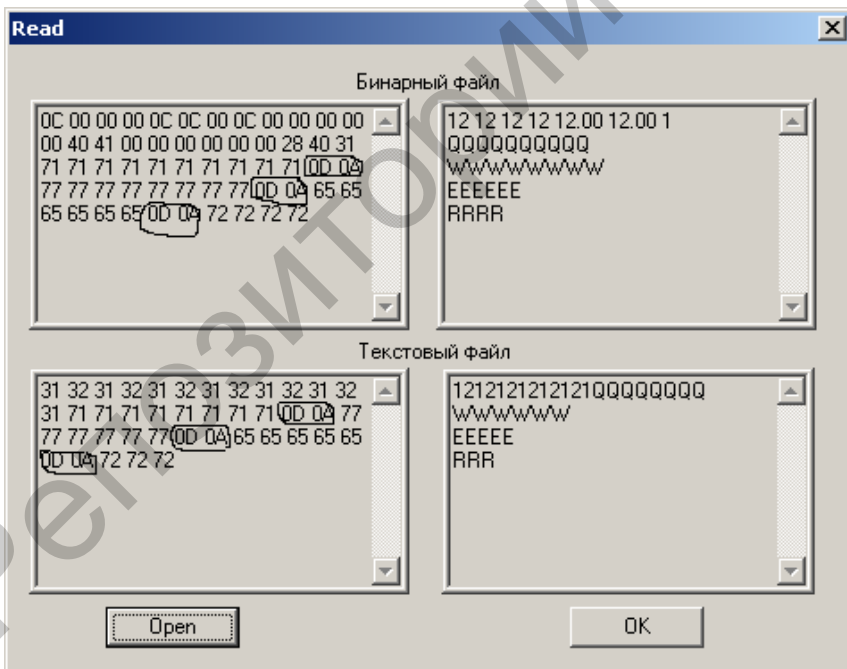 Read
Бинарный файл
0C 00 00 00 0C 0C 00 0C 00 00 00 00
00 40 41 00 00 00 00 00 00 28 40 31
71 71 71 71 71 71 71 71 71 71 0D 0A
77 77 77 77 77 77 77 77 0D 0A 65 65
65 65 65 65 0D 0A 72 72 72 72
12 12 12 12 12.00 12.00 1
QQQQQQQQQQ
WWWWWWWW
EEEEEE
RRRR
Текстовый файл
31 32 31 32 31 32 31 32 31 32 31 32
31 71 71 71 71 71 71 71 71 0D 0A 77
77 77 77 77 77 0D 0A 65 65 65 65 65
0D 0A 72 72 72
1212121212121QQQQQQQQ
WWWWWW
EEEEE
RRR
Open
OK